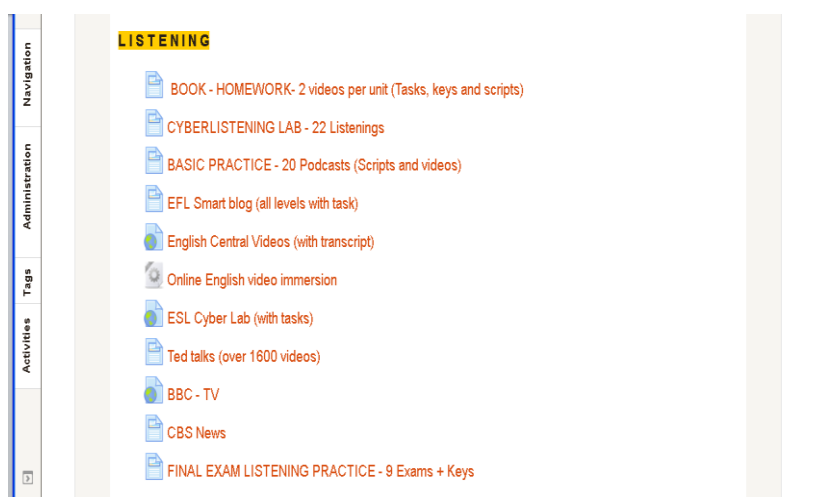 LISTENING
BOOK - HOMEWORK- 2 videos per unit (Tasks, keys and scripts)
CYBERLISTENING LAB - 22 Listenings
BASIC PRACTICE - 20 Podcasts (Scripts and videos)
EFL Smart blog (all levels with task)
English Central Videos (with transcript)
Online English video immersion
ESL Cyber Lab (with tasks)
Ted talks (over 1600 videos)
BBC - TV
CBS News
FINAL EXAM LISTENING PRACTICE - 9 Exams + Keys
Navigation
Administration
Tags
Activities